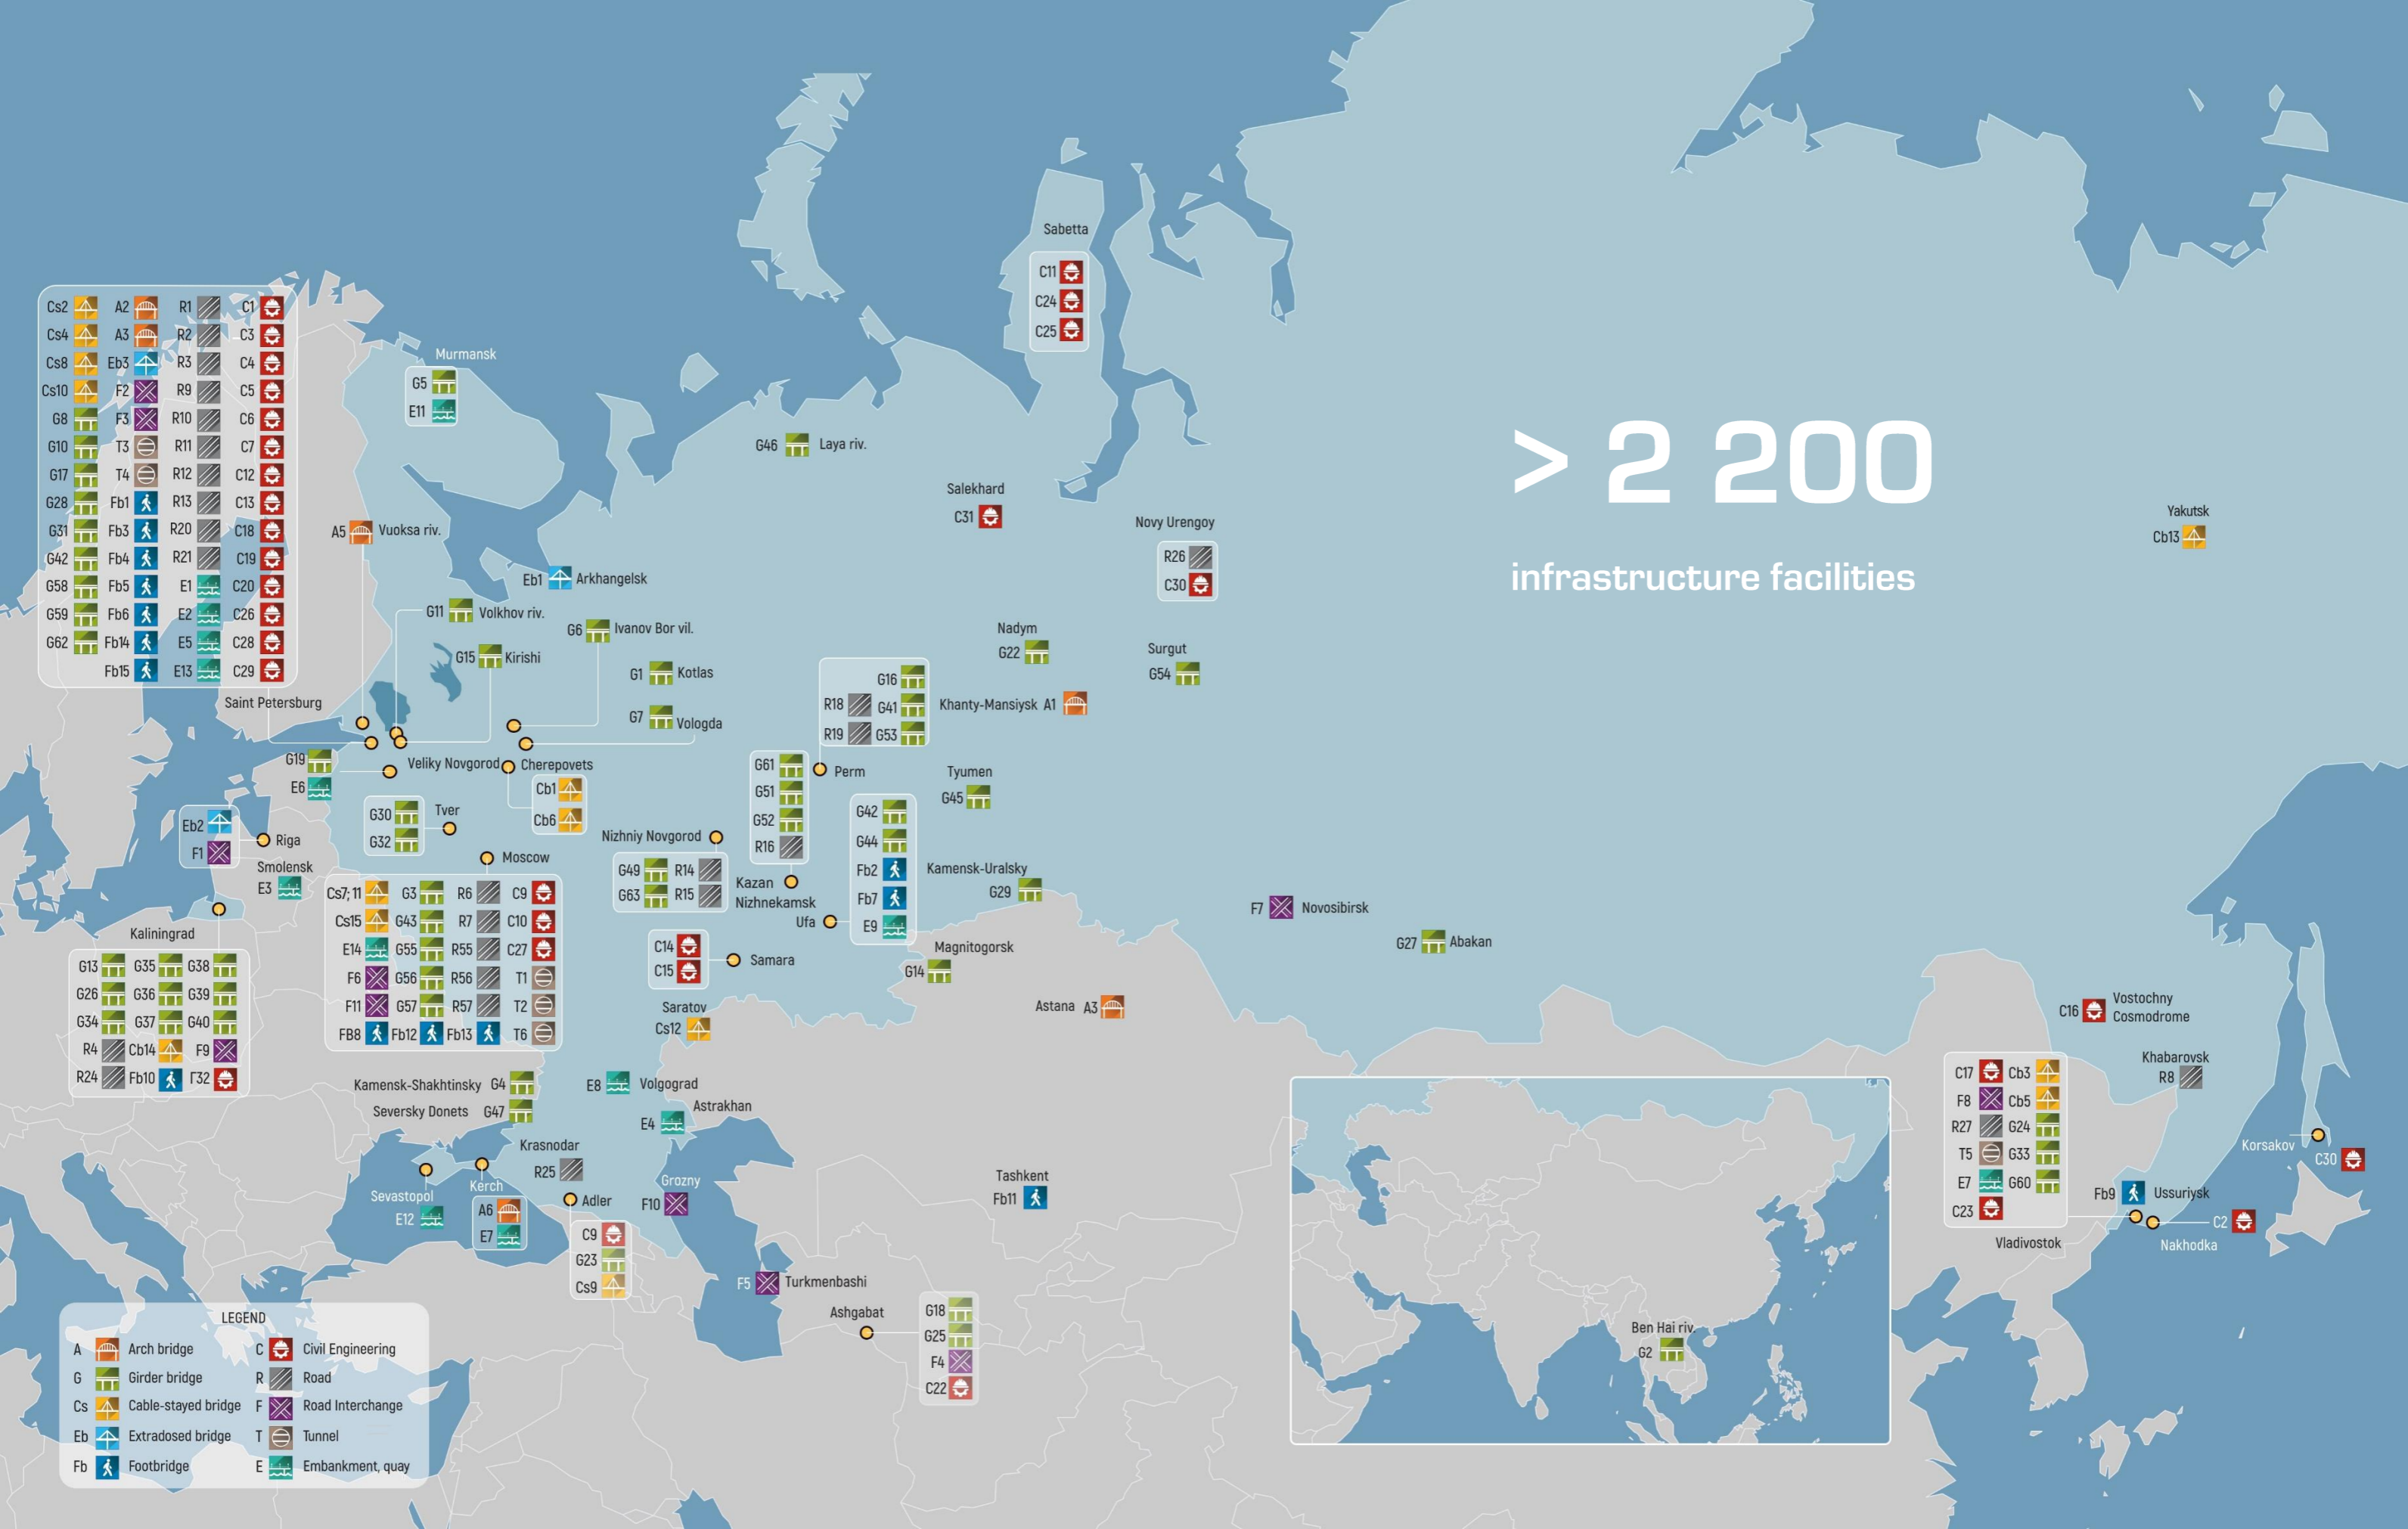 Sabetta
C11
C24
C25
Cs2 A2 R1 C1
Cs4 A3 R2 C3
Cs8 Eb3 R3 C4
Cs10 F2 R9 C5
G8 F3 R10 C6
G10 T3 R11 C7
G17 T4 R12 C12
G28 Fb1 R13 C13
G31 Fb3 R20 C18
G42 Fb4 R21 C19
G58 Fb5 E1 C20
G59 Fb6 E2 C26
G62 Fb14 E5 C28
Fb15 E13 C29
Saint Petersburg
Murmansk
G5
E11
G46 Laya riv.
> 2 200
infrastructure facilities
Salekhard
C31
Novy Urengoy
R26
C30
Yakutsk
Cb13
A5 Vuoksa riv.
Eb1 Arkhangelsk
G11 Volkhov riv.
G6 Ivanov Bor vil.
G15 Kirishi
G1 Kotlas
G7 Vologda
Nadym
G22
Surgut
G54
G16
R18 G41
R19 G53
Perm
Khanty-Mansiysk A1
G19
E6
Veliky Novgorod
Cherepovets
Cb1
Cb6
G61
G51
G52
R16
Kazan
Nizhnekamsk
Tyumen
G45
Eb2
F1
Riga
G30
G32
Tver
Nizhniy Novgorod
G49 R14
G63 R15
G42
G44
Fb2
Fb7
E9
Ufa
Smolensk
E3
Moscow
Cs7; 11 G3 R6 C9
Cs15 G43 R7 C10
E14 G55 R55 C27
F6 G56 R56 T1
F11 G57 R57 T2
FB8 Fb12 Fb13 T6
Kamensk-Uralsky
G29
F7 Novosibirsk
G27 Abakan
Kaliningrad
G13 G35 G38
G26 G36 G39
G34 G37 G40
R4 Cb14 F9
R24 Fb10 Г32
C14
C15
Samara
Magnitogorsk
G14
Saratov
Cs12
Astana A3
C16 Vostochny
Cosmodrome
Khabarovsk
R8
Kamensk-Shakhtinsky G4
Seversky Donets G47
E8 Volgograd
Astrakhan
E4
Krasnodar
R25
Sevastopol
E12
Kerch
A6
E7
Adler
C9
G23
Cs9
Grozny
F10
Tashkent
Fb11
F5 Turkmenbashi
Ashgabat
G18
G25
F4
C22
C17 Cb3
F8 Cb5
R27 G24
T5 G33
E7 G60
C23
Vladivostok
Korsakov
C30
Fb9 Ussuriysk
C2
Nakhodka
Ben Hai riv.
G2
LEGEND
A Arch bridge C Civil Engineering
G Girder bridge R Road
Cs Cable-stayed bridge F Road Interchange
Eb Extradosed bridge T Tunnel
Fb Footbridge E Embankment, quay